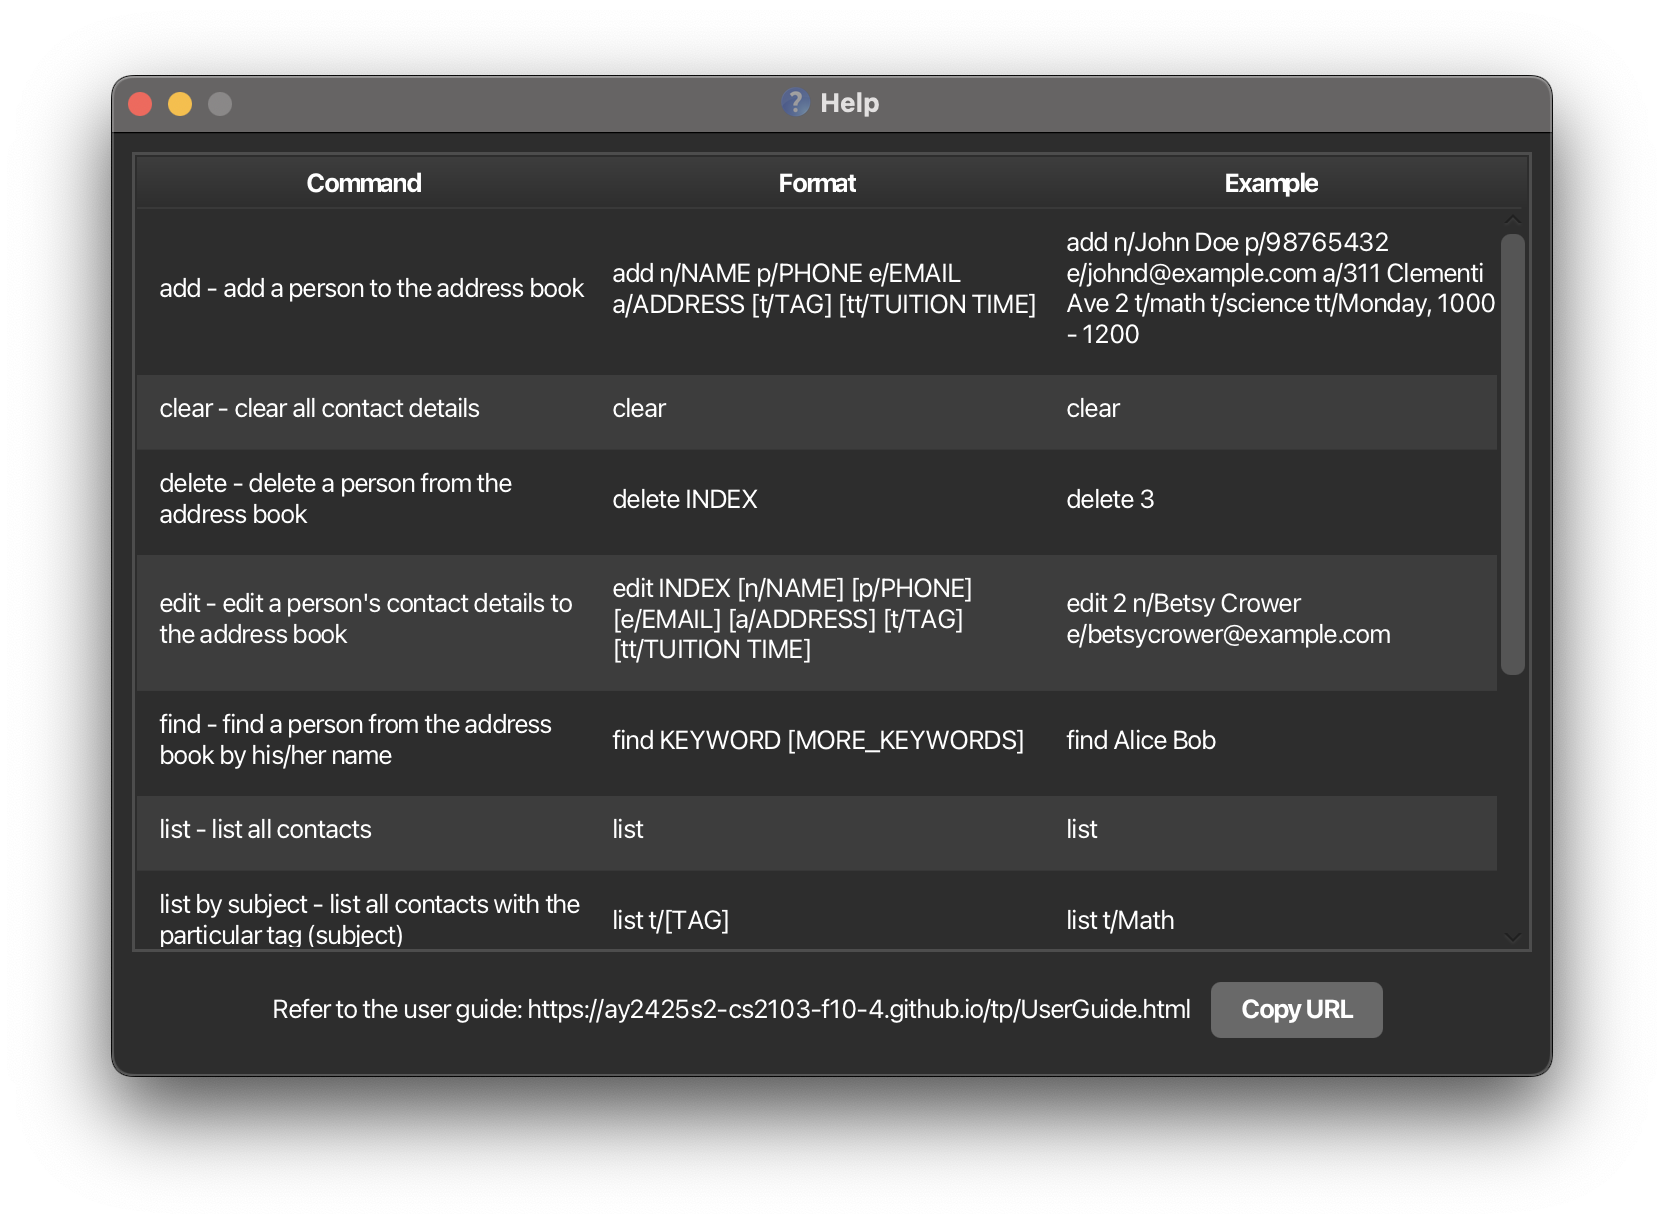 Help
Command Format Example
add - add a person to the address book
add n/NAME p/PHONE e/EMAIL
a/ADDRESS [t/TAG] [tt/TUITION TIME]
add n/John Doe p/98765432
e/johnd@example.com a/311 Clementi
Ave 2 t/math t/science tt/Monday, 1000
- 1200
clear - clear all contact details
clear
clear
delete - delete a person from the
address book
delete INDEX
delete 3
edit - edit a person's contact details to
the address book
edit INDEX [n/NAME] [p/PHONE]
[e/EMAIL] [a/ADDRESS] [t/TAG]
[tt/TUITION TIME]
edit 2 n/Betsy Crower
e/betsycrower@example.com
find - find a person from the address
book by his/her name
find KEYWORD [MORE_KEYWORDS]
find Alice Bob
list - list all contacts
list
list
list by subject - list all contacts with the
particular tag (subject)
list t/[TAG]
list t/Math
Refer to the user guide: https://ay2425s2-cs2103-f10-4.github.io/tp/UserGuide.html
Copy URL